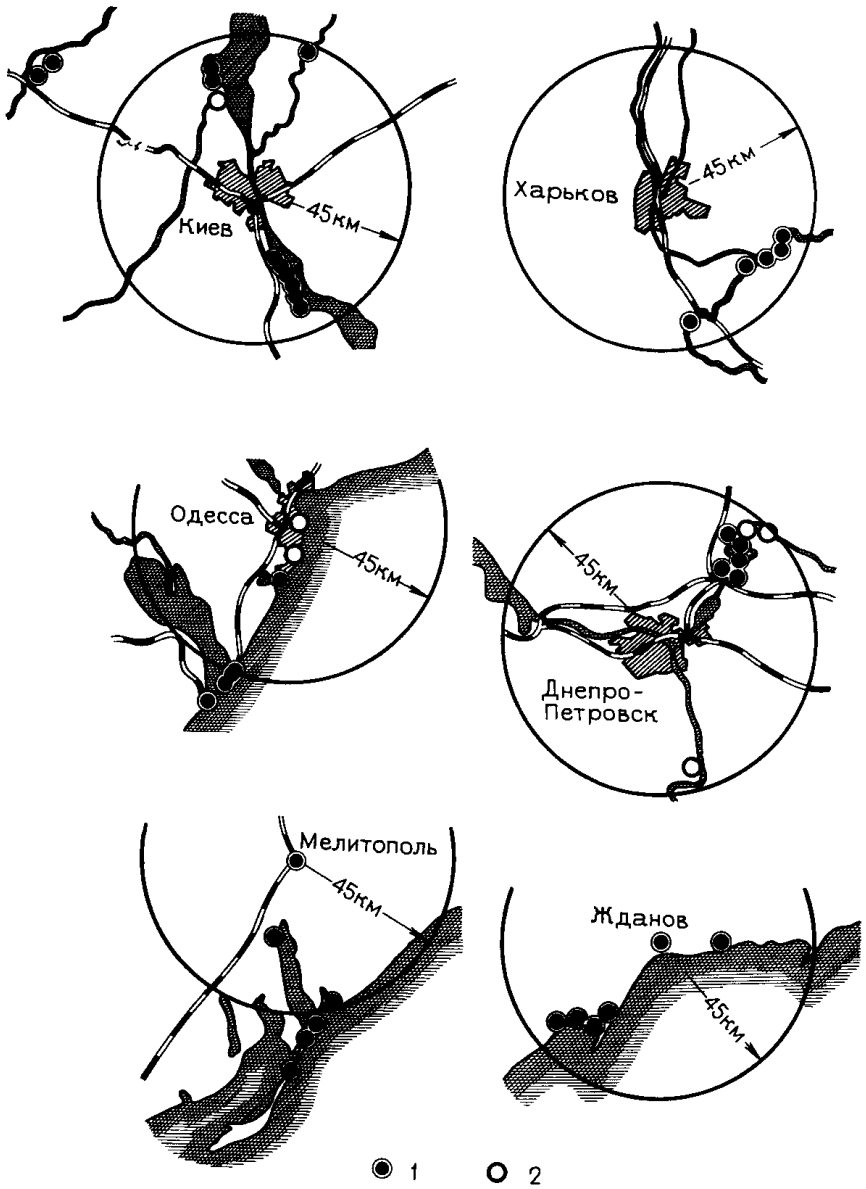 45км
Киев
45км
Харьков
Одесса
45км
45км
Днепро-
Петровск
Мелитополь
45км
Жданов
45км
1
2